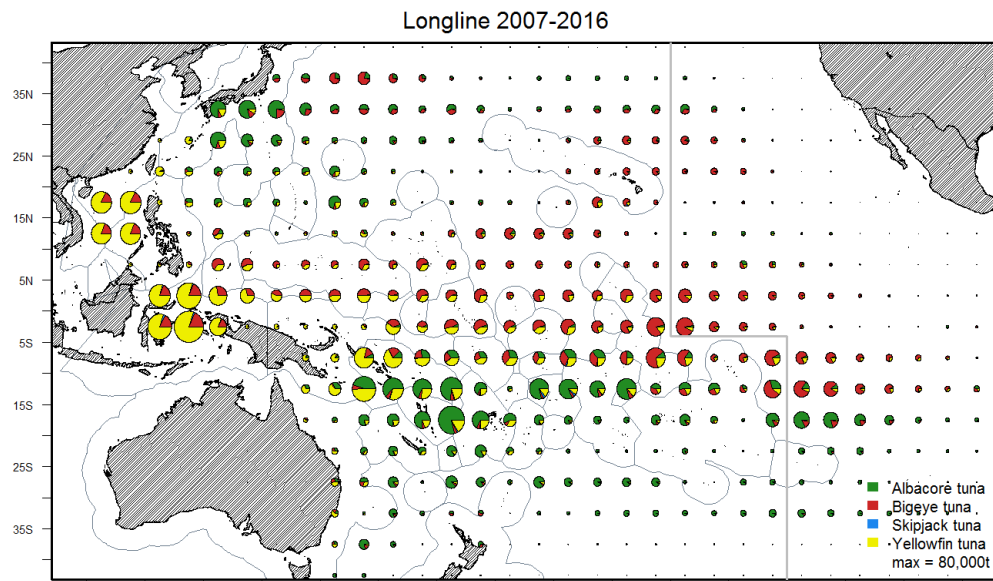 Longline 2007-2016
35N
25N
15N
5N
5S
15S
25S
35S
Albacore tuna
Bigeye tuna
Skipjack tuna
Yellowfin tuna
max = 80,000t